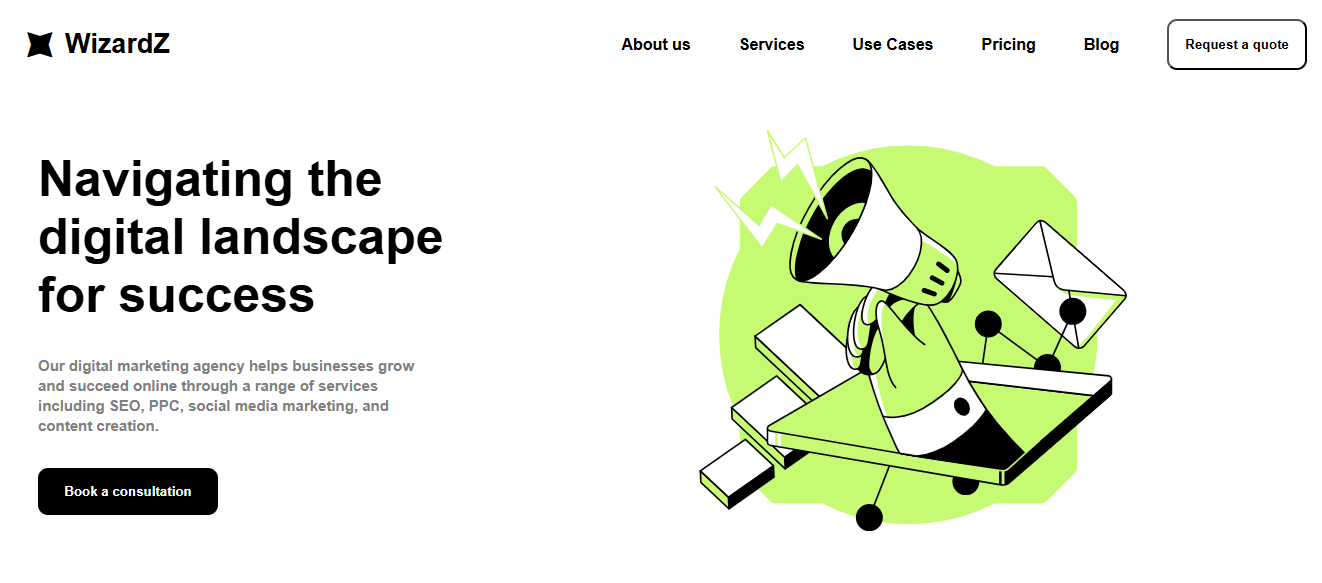 WizardZ
About us Services Use Cases Pricing Blog Request a quote
Navigating the
digital landscape
for success
Our digital marketing agency helps businesses grow
and succeed online through a range of services
including SEO, PPC, social media marketing, and
content creation.
Book a consultation